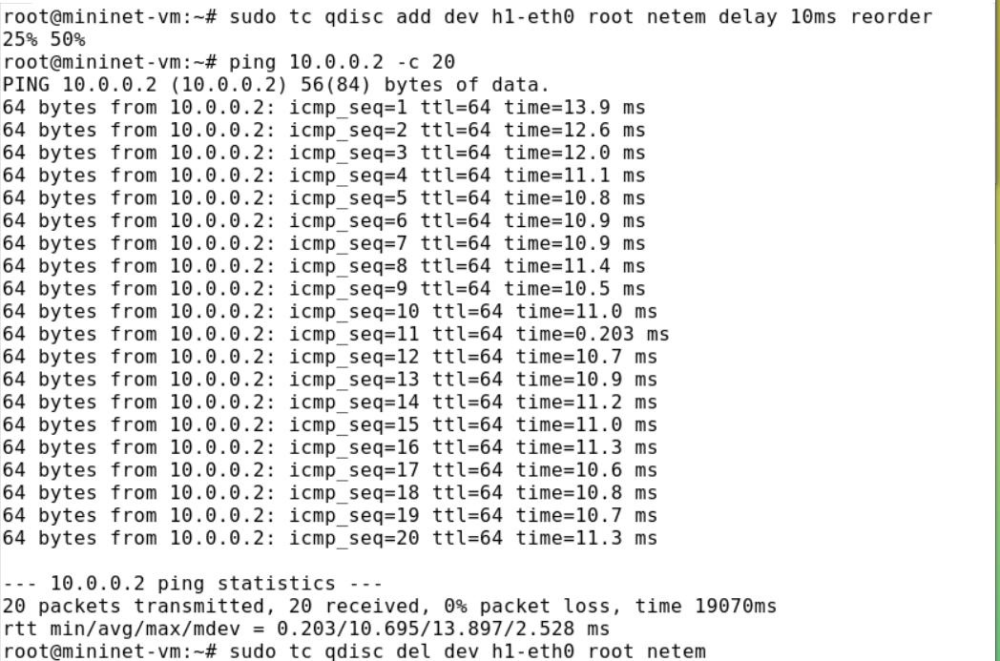 root@mininet-vm:~# sudo tc qdisc add dev h1-eth0 root netem delay 10ms reorder
25% 50%
root@mininet-vm:~# ping 10.0.0.2 -c 20
PING 10.0.0.2 (10.0.0.2) 56(84) bytes of data.
64 bytes from 10.0.0.2: icmp_seq=1 ttl=64 time=13.9 ms
64 bytes from 10.0.0.2: icmp_seq=2 ttl=64 time=12.6 ms
64 bytes from 10.0.0.2: icmp_seq=3 ttl=64 time=12.0 ms
64 bytes from 10.0.0.2: icmp_seq=4 ttl=64 time=11.1 ms
64 bytes from 10.0.0.2: icmp_seq=5 ttl=64 time=10.8 ms
64 bytes from 10.0.0.2: icmp_seq=6 ttl=64 time=10.9 ms
64 bytes from 10.0.0.2: icmp_seq=7 ttl=64 time=10.9 ms
64 bytes from 10.0.0.2: icmp_seq=8 ttl=64 time=11.4 ms
64 bytes from 10.0.0.2: icmp_seq=9 ttl=64 time=10.5 ms
64 bytes from 10.0.0.2: icmp_seq=10 ttl=64 time=11.0 ms
64 bytes from 10.0.0.2: icmp_seq=11 ttl=64 time=0.203 ms
64 bytes from 10.0.0.2: icmp_seq=12 ttl=64 time=10.7 ms
64 bytes from 10.0.0.2: icmp_seq=13 ttl=64 time=10.9 ms
64 bytes from 10.0.0.2: icmp_seq=14 ttl=64 time=11.2 ms
64 bytes from 10.0.0.2: icmp_seq=15 ttl=64 time=11.0 ms
64 bytes from 10.0.0.2: icmp_seq=16 ttl=64 time=11.3 ms
64 bytes from 10.0.0.2: icmp_seq=17 ttl=64 time=10.6 ms
64 bytes from 10.0.0.2: icmp_seq=18 ttl=64 time=10.8 ms
64 bytes from 10.0.0.2: icmp_seq=19 ttl=64 time=10.7 ms
64 bytes from 10.0.0.2: icmp_seq=20 ttl=64 time=11.3 ms

--- 10.0.0.2 ping statistics ---
20 packets transmitted, 20 received, 0% packet loss, time 19070ms
rtt min/avg/max/mdev = 0.203/10.695/13.897/2.528 ms
root@mininet-vm:~# sudo tc qdisc del dev h1-eth0 root netem